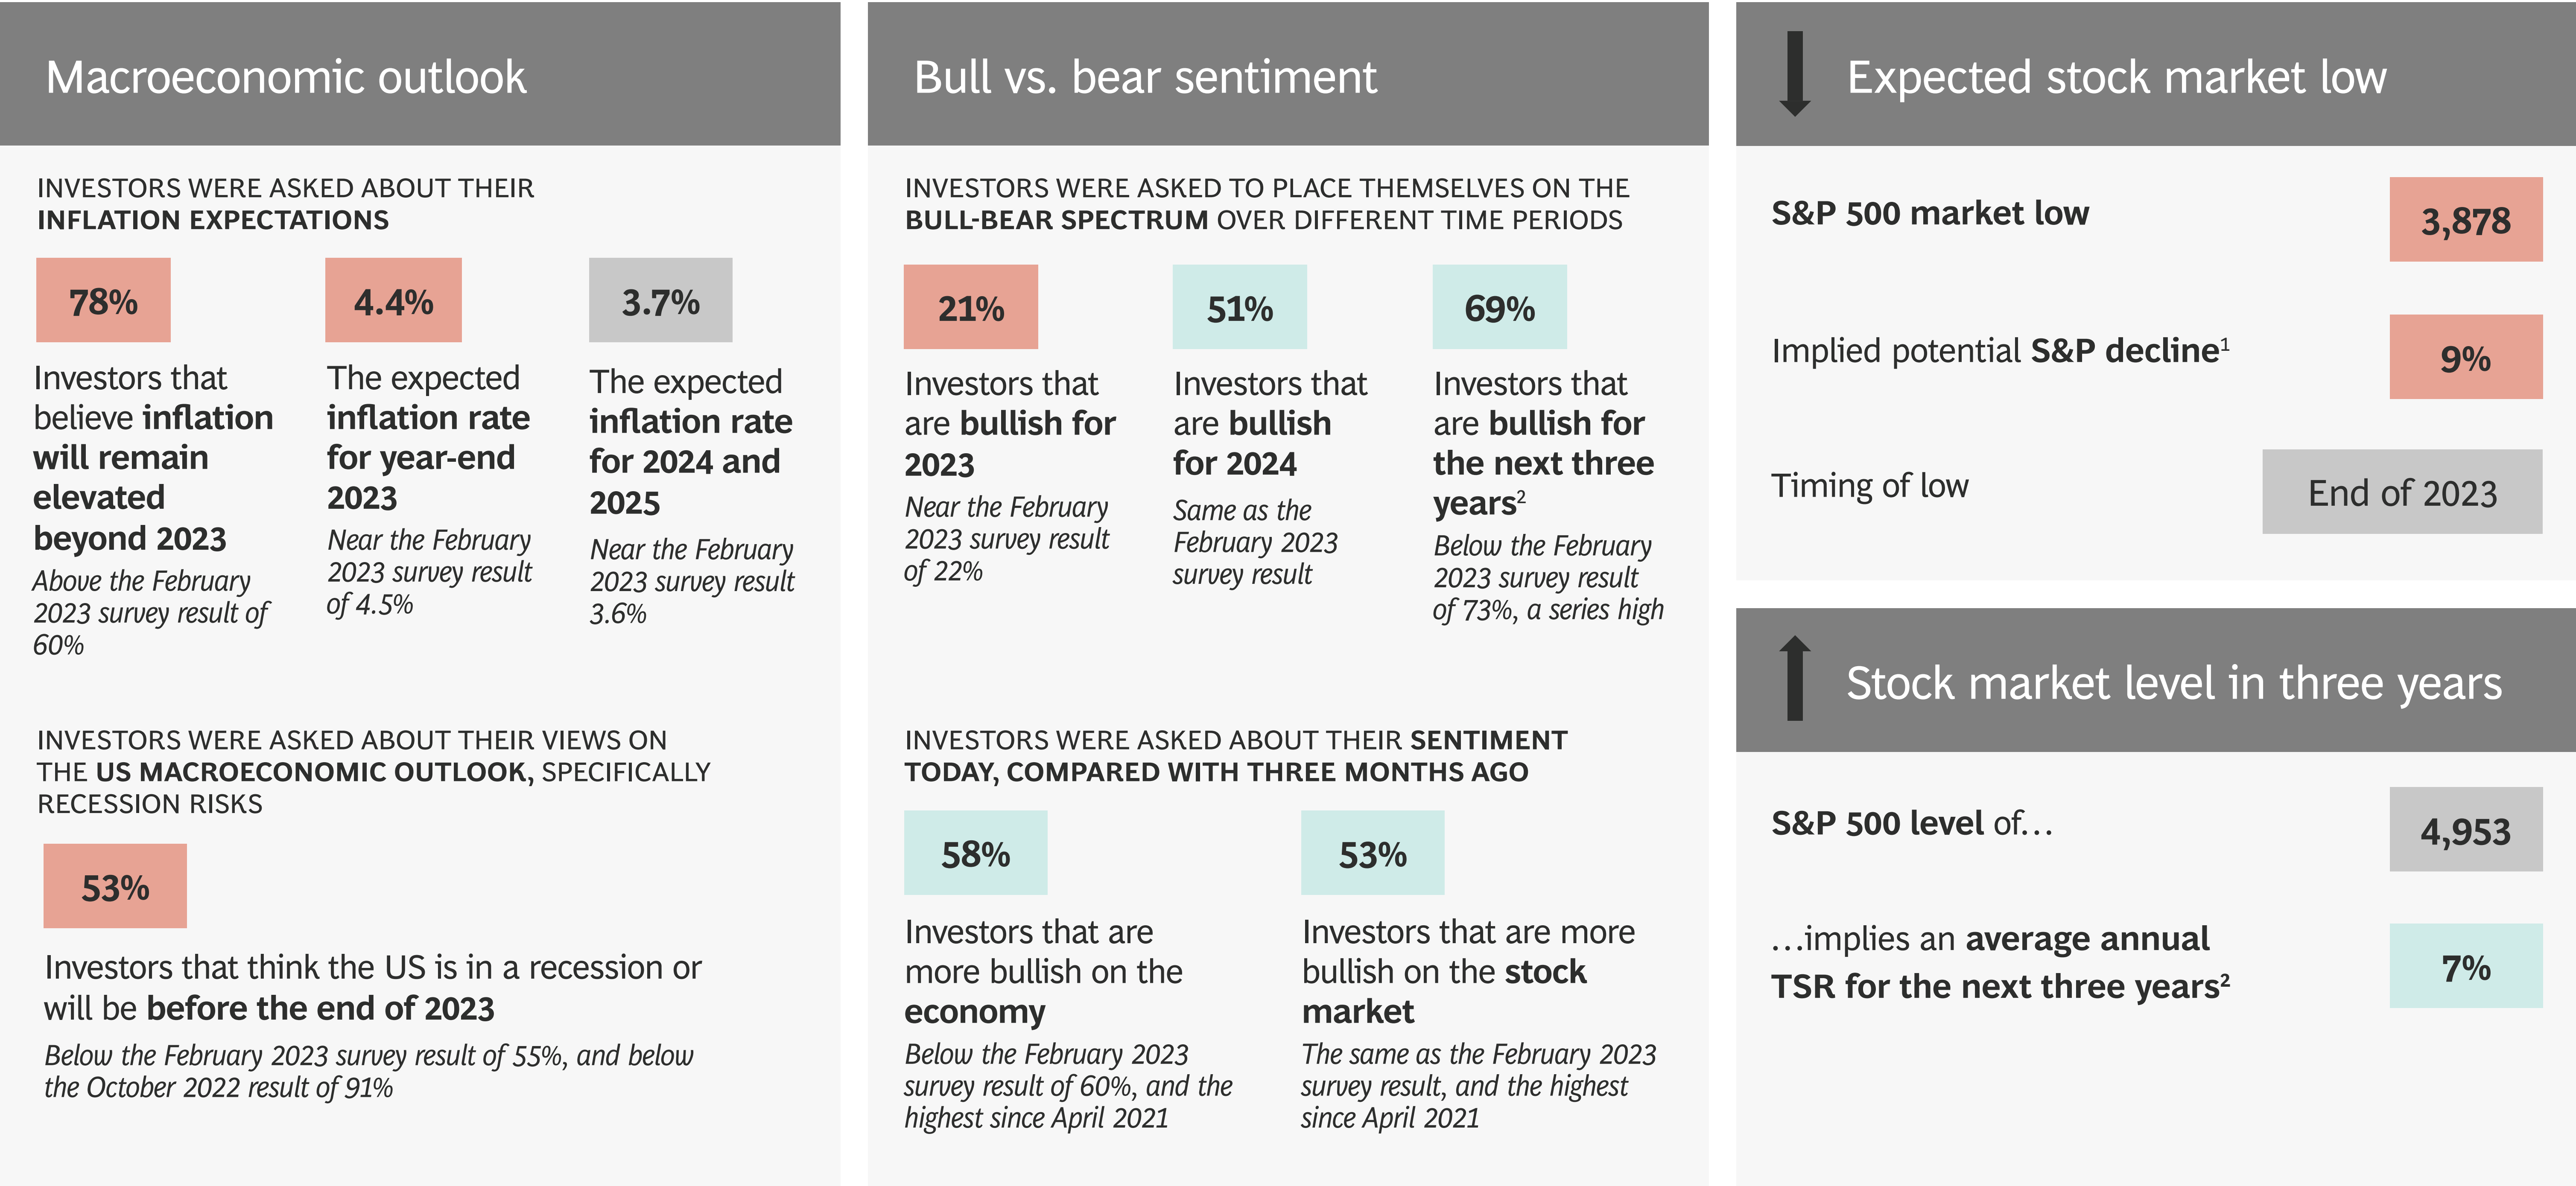 Macroeconomic outlook
INVESTORS WERE ASKED ABOUT THEIR
INFLATION EXPECTATIONS
78%
Investors that
believe inflation
will remain
elevated
beyond 2023
Above the February
2023 survey result of
60%
4.4%
The expected
inflation rate
for year-end
2023
Near the February
2023 survey result
of 4.5%
3.7%
The expected
inflation rate
for 2024 and
2025
Near the February
2023 survey result
3.6%
INVESTORS WERE ASKED ABOUT THEIR VIEWS ON
THE US MACROECONOMIC OUTLOOK, SPECIFICALLY
RECESSION RISKS
53%
Investors that think the US is in a recession or
will be before the end of 2023
Below the February 2023 survey result of 55%, and below
the October 2022 result of 91%
Bull vs. bear sentiment
INVESTORS WERE ASKED TO PLACE THEMSELVES ON THE
BULL-BEAR SPECTRUM OVER DIFFERENT TIME PERIODS
21%
Investors that
are bullish for
2023
Near the February
2023 survey result
of 22%
51%
Investors that
are bullish
for 2024
Same as the
February 2023
survey result
69%
Investors that
are bullish for
the next three
years²
Below the February
2023 survey result
of 73%, a series high
INVESTORS WERE ASKED ABOUT THEIR SENTIMENT
TODAY, COMPARED WITH THREE MONTHS AGO
58%
Investors that are
more bullish on the
economy
Below the February 2023
survey result of 60%, and the
highest since April 2021
53%
Investors that are more
bullish on the stock
market
The same as the February 2023
survey result, and the highest
since April 2021
Expected stock market low
S&P 500 market low
3,878
Implied potential S&P decline¹
9%
Timing of low
End of 2023
Stock market level in three years
S&P 500 level of…
4,953
…implies an average annual
TSR for the next three years²
7%